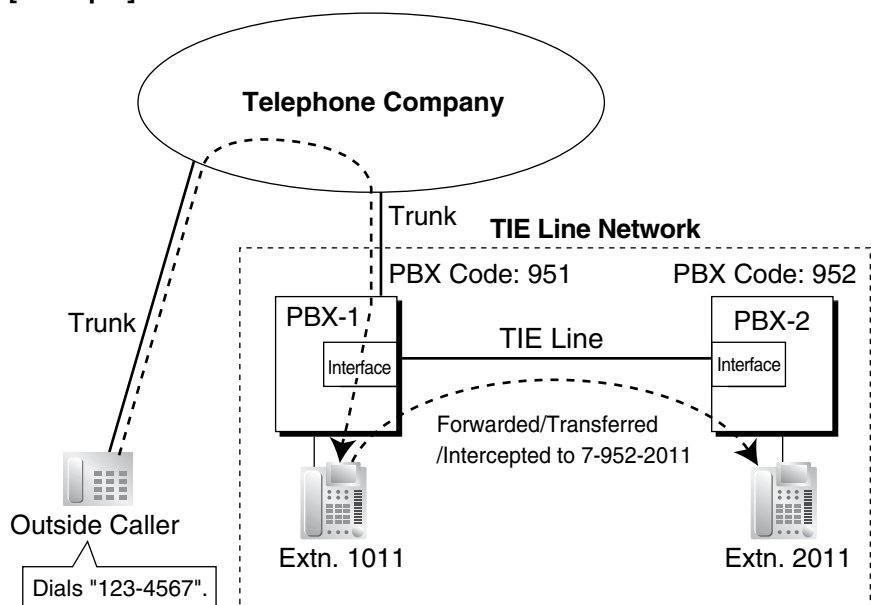 Telephone Company
Trunk
TIE Line Network
PBX Code: 951
PBX Code: 952
Trunk
PBX-1
TIE Line
PBX-2
Interface
Interface
Forwarded/Transferred
/Intercepted to 7-952-2011
Outside Caller
Extn. 1011
Extn. 2011
Dials "123-4567".